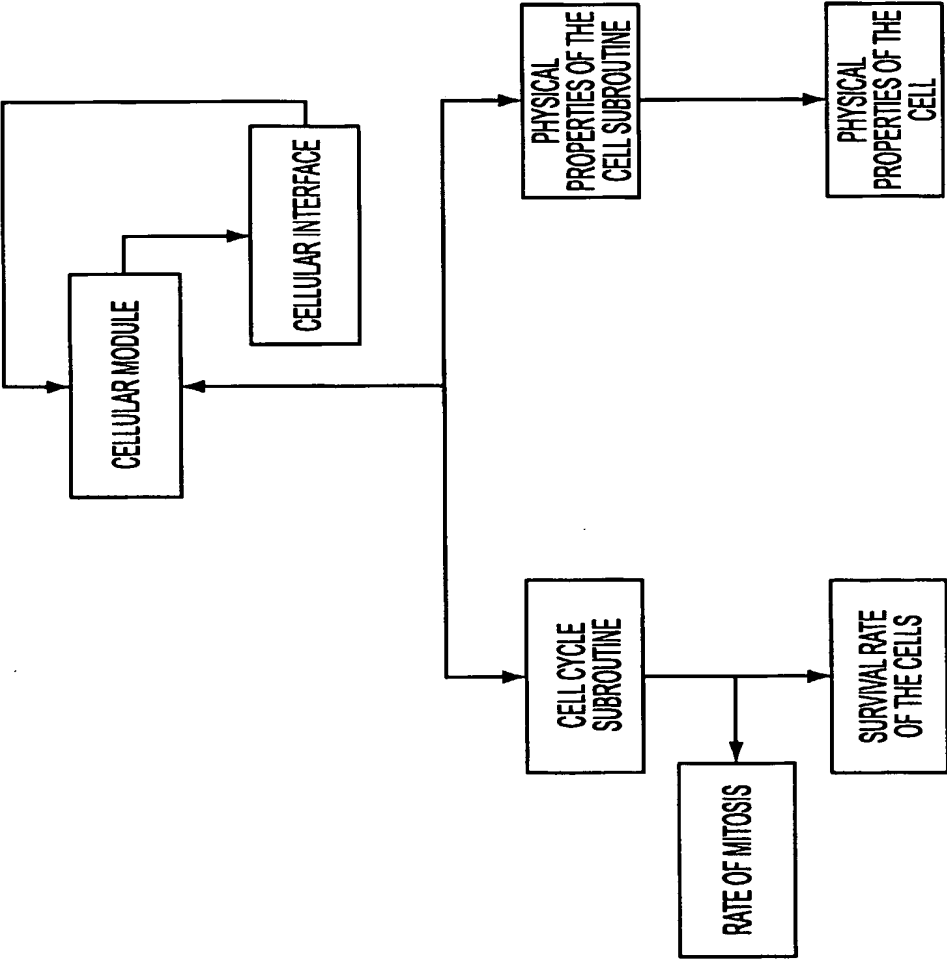 CELLULAR MODULE
CELLULAR INTERFACE
PHYSICAL
PROPERTIES OF THE
CELL SUBROUTINE
PHYSICAL
PROPERTIES OF THE
CELL
CELL CYCLE
SUBROUTINE
SURVIVAL RATE
OF THE CELLS
RATE OF MITOSIS